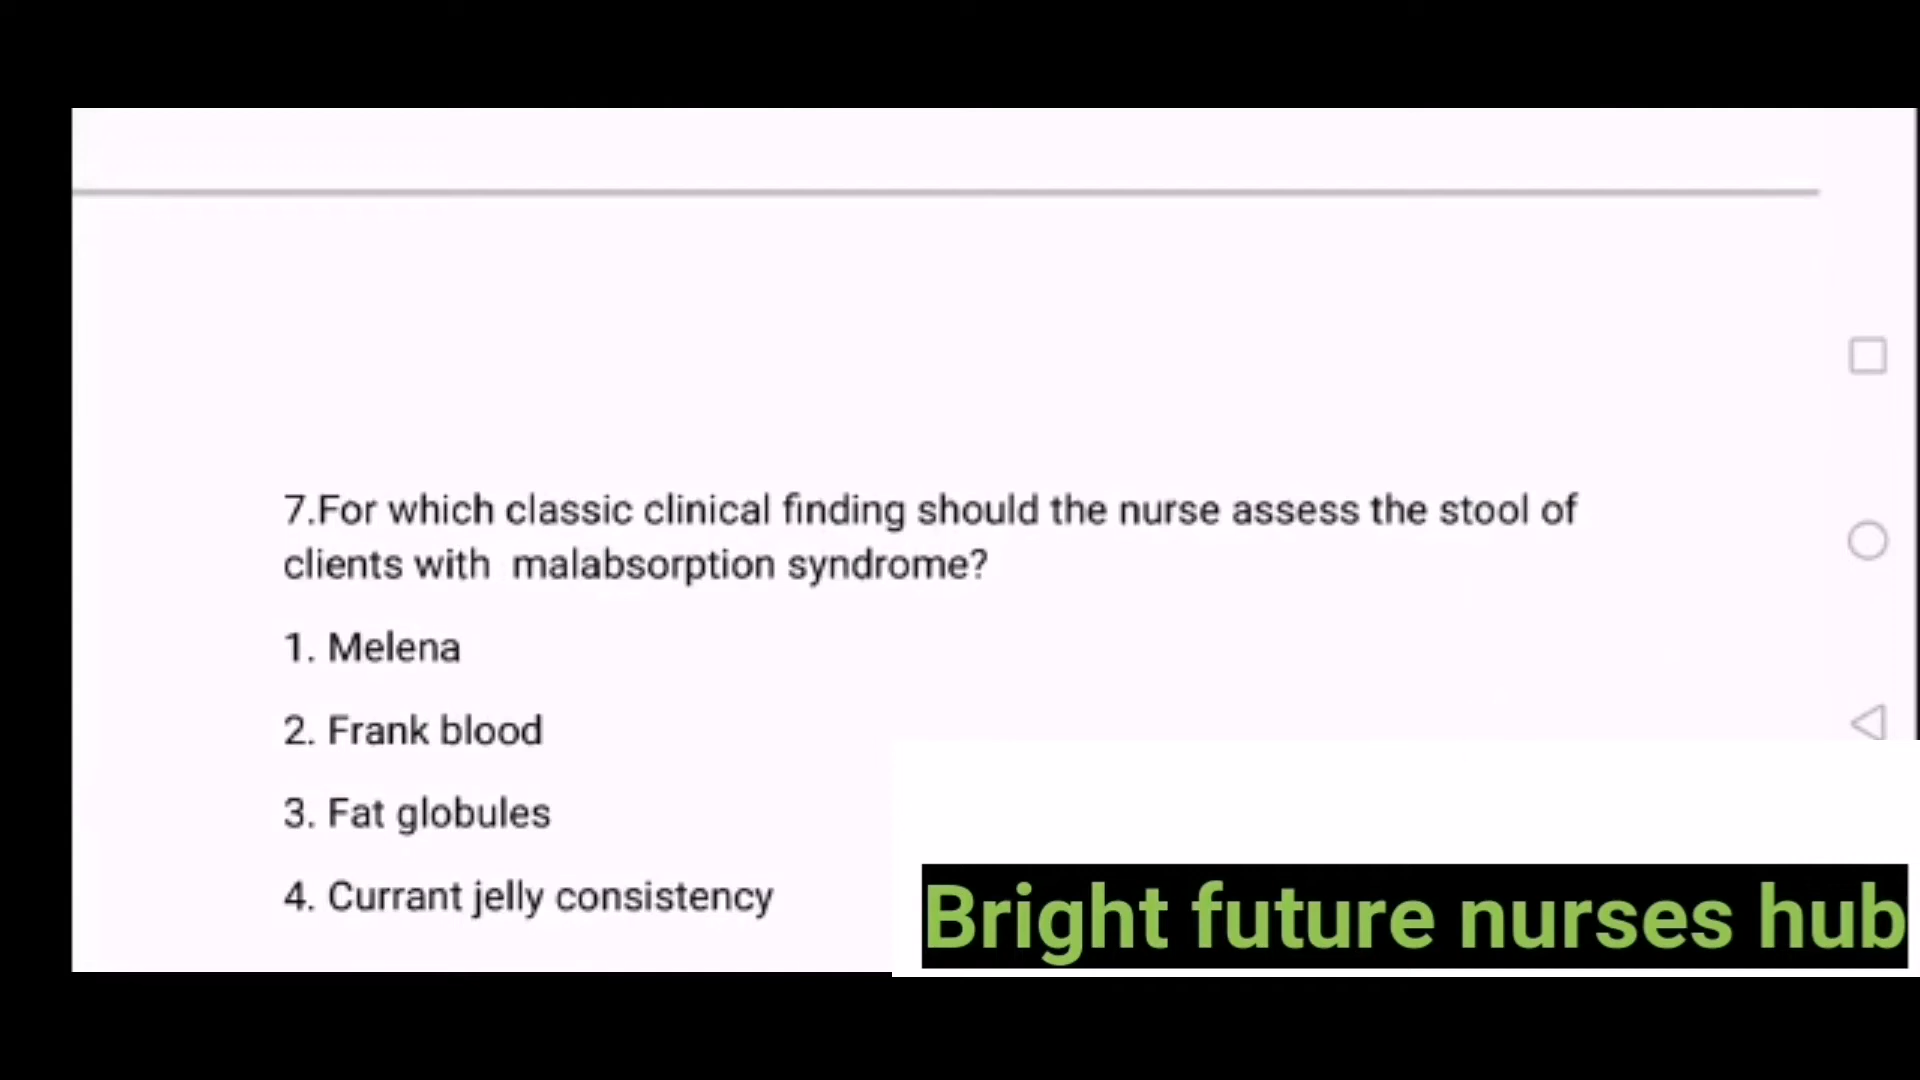 7.For which classic clinical finding should the nurse assess the stool of
clients with  malabsorption syndrome?
1. Melena
2. Frank blood
3. Fat globules
4. Currant jelly consistency
Bright future nurses hub